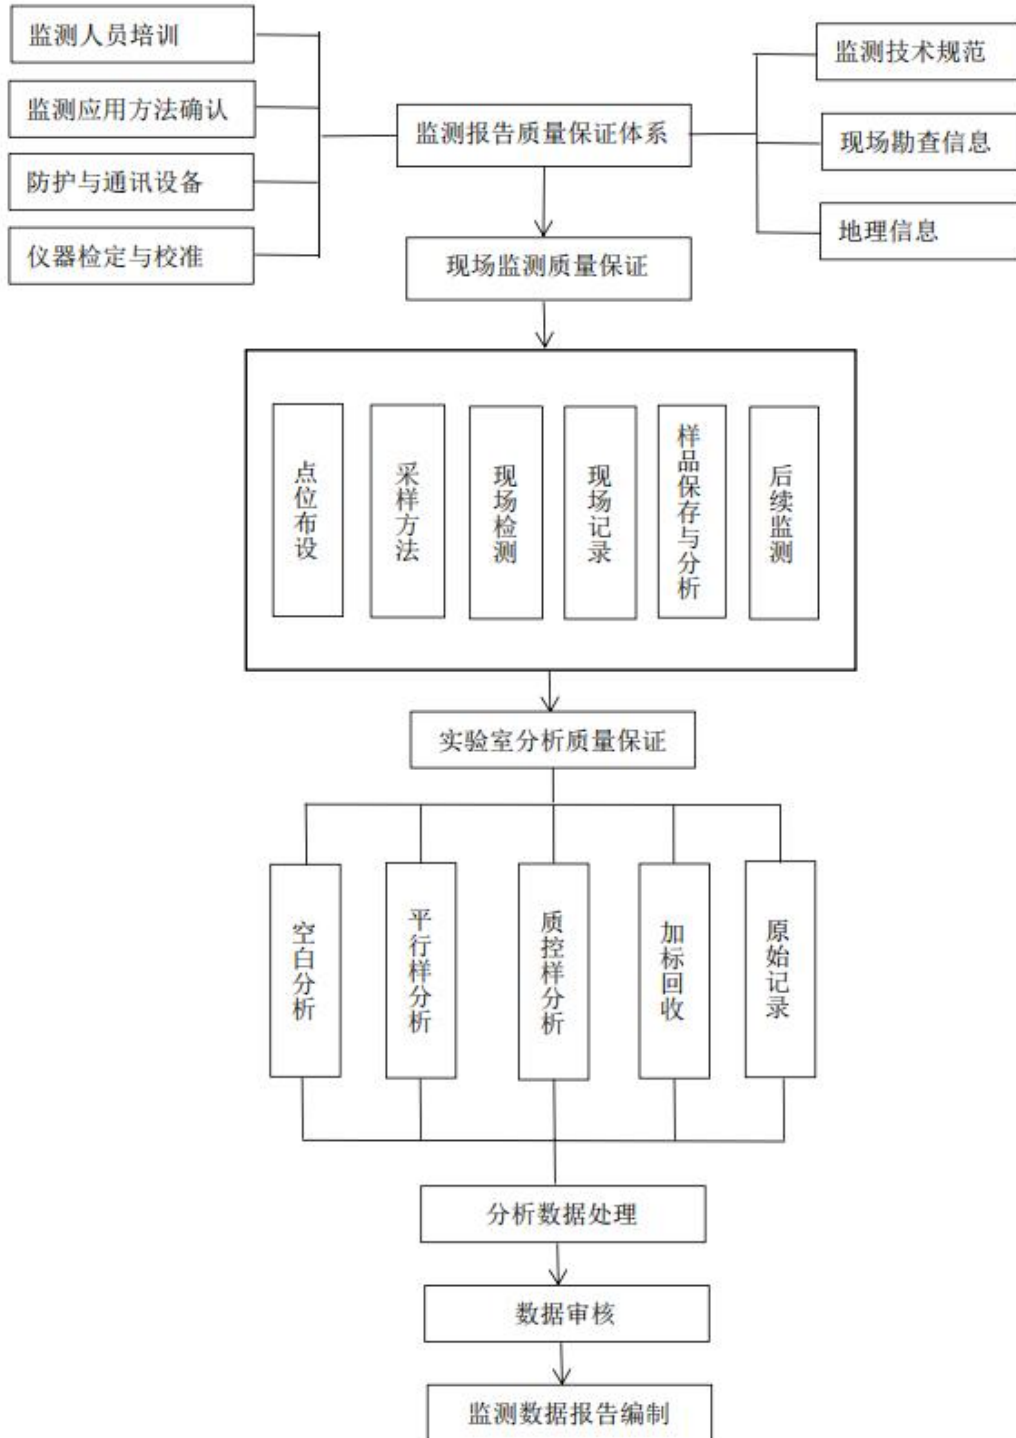 监测人员培训
监测应用方法确认
防护与通讯设备
仪器检定与校准
监测报告质量保证体系
监测技术规范
现场勘查信息
地理信息
现场监测质量保证
点位布设
采样方法
现场检测
现场记录
样品保存与分析
后续监测
实验室分析质量保证
空白分析
平行样分析
质控样分析
加标回收
原始记录
分析数据处理
数据审核
监测数据报告编制